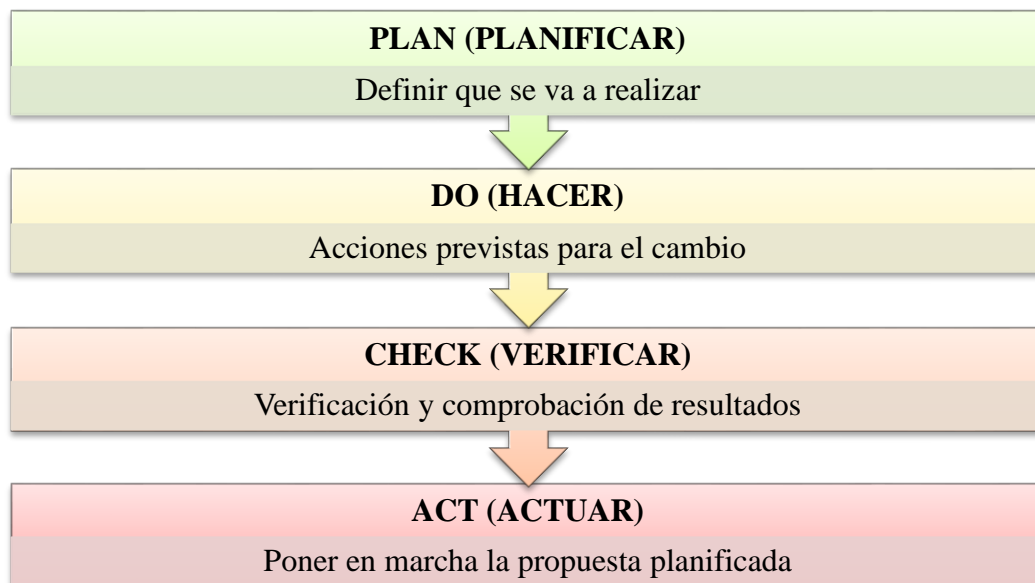 PLAN (PLANIFICAR)
Definir que se va a realizar
DO (HACER)
Acciones previstas para el cambio
CHECK (VERIFICAR)
Verificación y comprobación de resultados
ACT (ACTUAR)
Poner en marcha la propuesta planificada